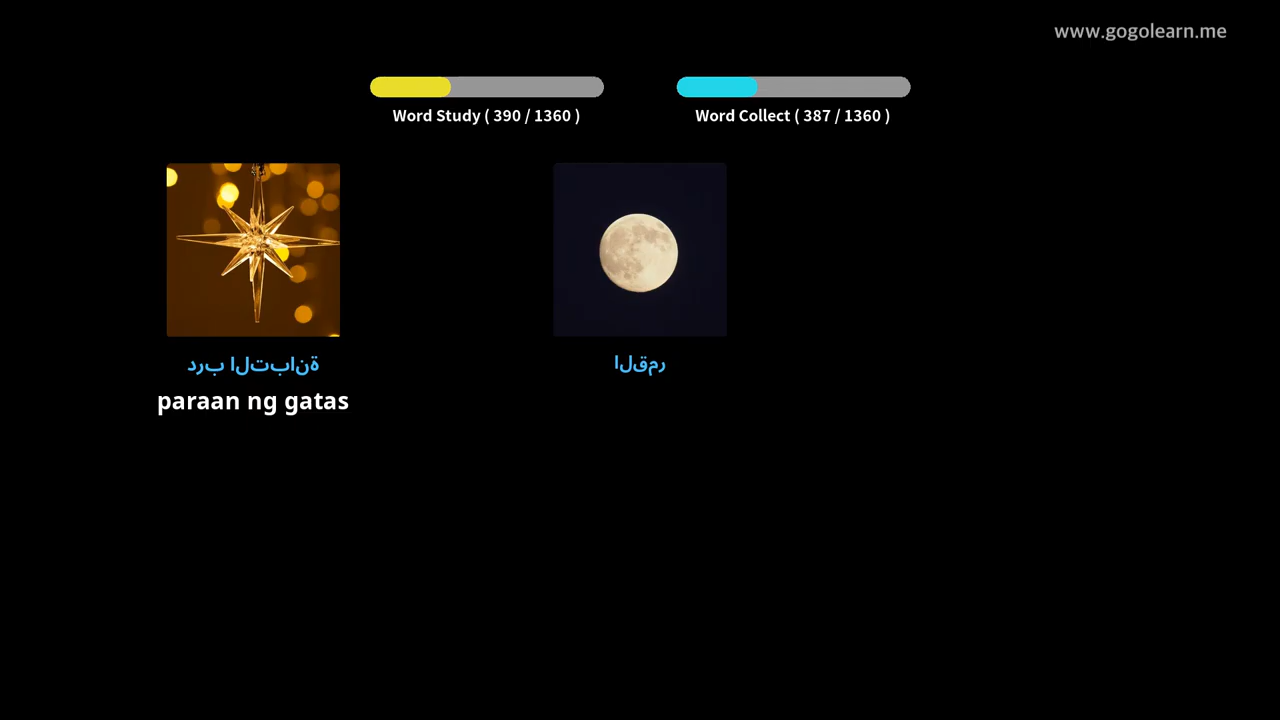 www.gogolearn.me
Word Study ( 390 / 1360 )
Word Collect ( 387 / 1360 )
درب التبانة
القمر
paraan ng gatas